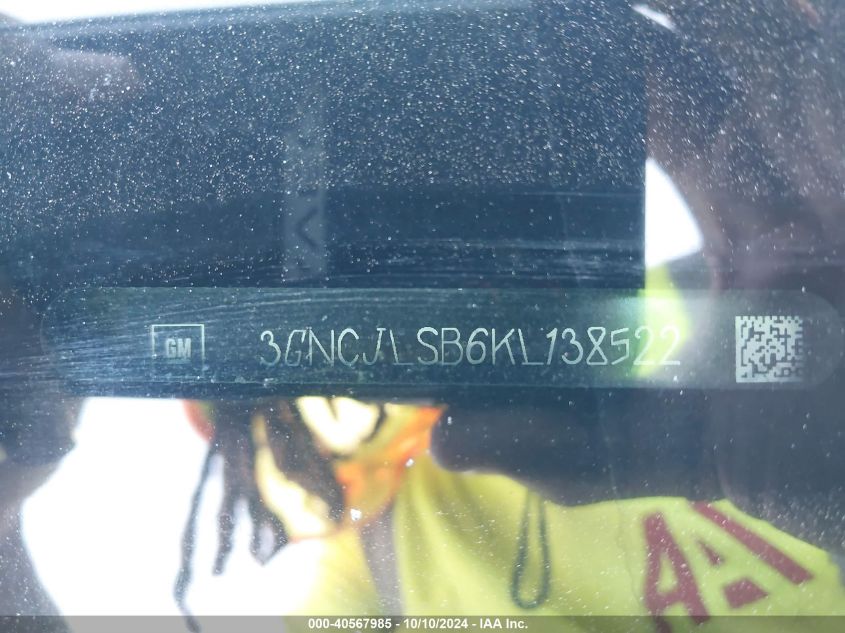 GM 3GNCJLSB6KL138522
000-40567985 - 10/10/2024 - IAA Inc.